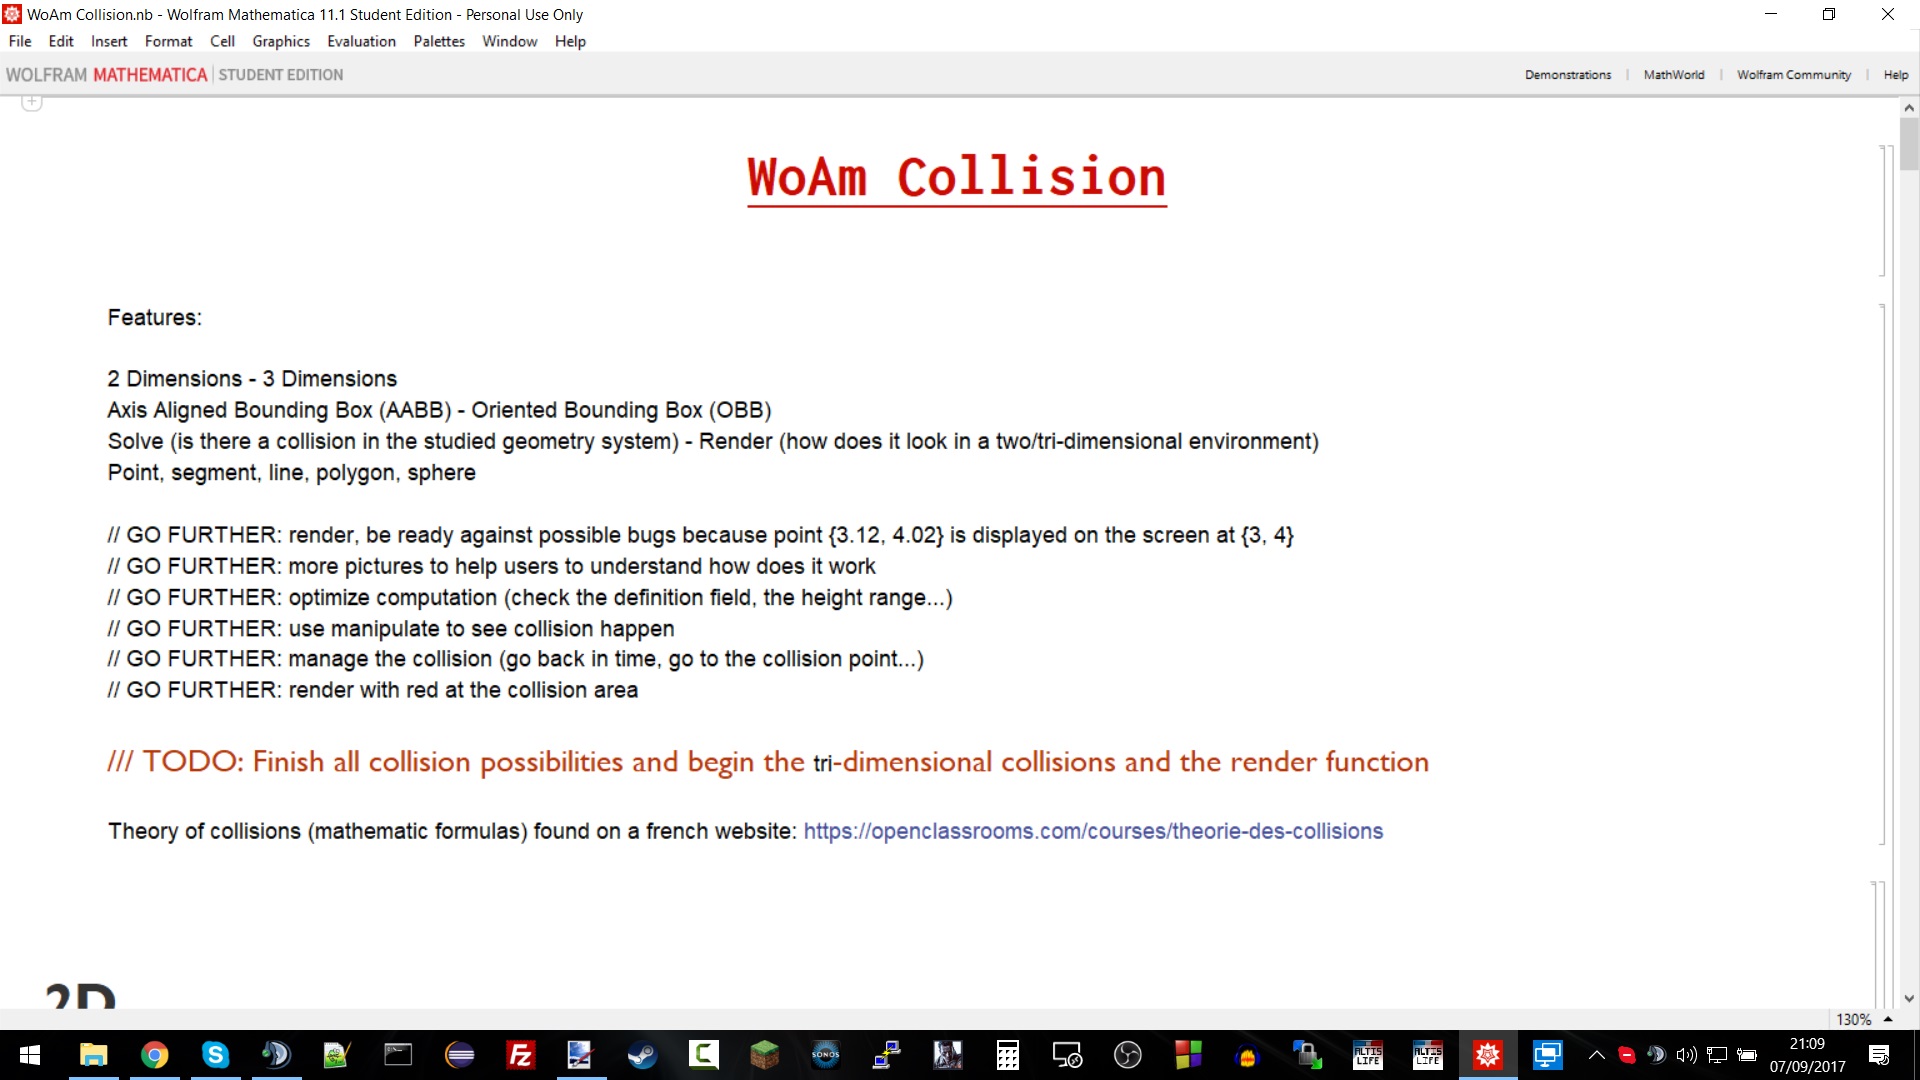 WoAm Collision.nb - Wolfram Mathematica 11.1 Student Edition - Personal Use Only
File Edit Insert Format Cell Graphics Evaluation Palettes Window Help
WOLFRAM MATHEMATICA | STUDENT EDITION
Demonstrations | MathWorld | Wolfram Community | Help
WoAm Collision
Features:
2 Dimensions - 3 Dimensions
Axis Aligned Bounding Box (AABB) - Oriented Bounding Box (OBB)
Solve (is there a collision in the studied geometry system) - Render (how does it look in a two/tri-dimensional environment)
Point, segment, line, polygon, sphere
// GO FURTHER: render, be ready against possible bugs because point {3.12, 4.02} is displayed on the screen at {3, 4}
// GO FURTHER: more pictures to help users to understand how does it work
// GO FURTHER: optimize computation (check the definition field, the height range...)
// GO FURTHER: use manipulate to see collision happen
// GO FURTHER: manage the collision (go back in time, go to the collision point...)
// GO FURTHER: render with red at the collision area
/// TODO: Finish all collision possibilities and begin the tri-dimensional collisions and the render function
Theory of collisions (mathematic formulas) found on a french website: https://openclassrooms.com/courses/theorie-des-collisions
2D
130%
SONOS
ALTIS LIFE
ALTIS LIFE
21:09
07/09/2017